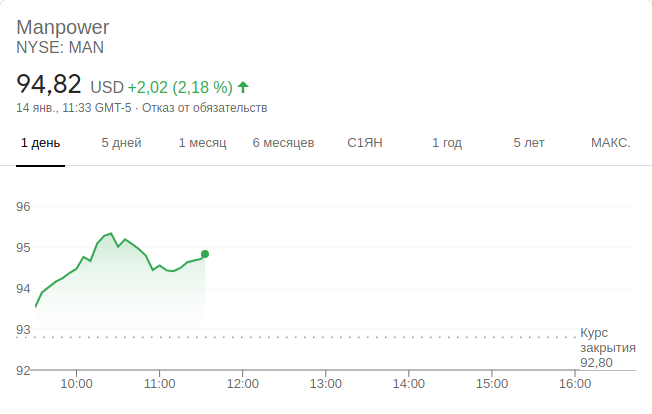 Manpower
NYSE: MAN
94,82 USD +2,02 (2,18 %)
14 янв., 11:33 GMT-5 · Отказ от обязательств
1 день 5 дней 1 месяц 6 месяцев С1ЯН 1 год 5 лет МАКС.
96
95
94
93
Курс
закрытия
92,80
92
10:00 11:00 12:00 13:00 14:00 15:00 16:00